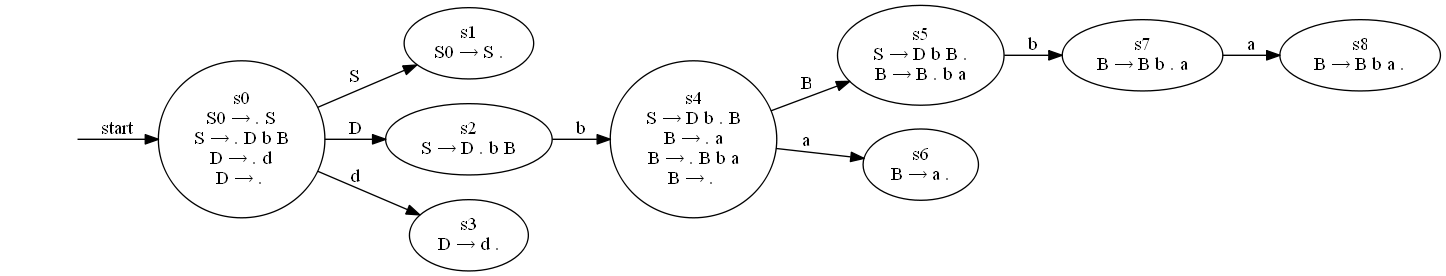 start
s0
S0 → . S
S → . D b B
D → . d
D → .
S
s1
S0 → S .
D
s2
S → D . b B
d
s3
D → d .
b
s4
S → D b . B
B → . a
B → . B b a
B → .
B
s5
S → D b B .
B → B . b a
a
s6
B → a .
b
s7
B → B b . a
a
s8
B → B b a .